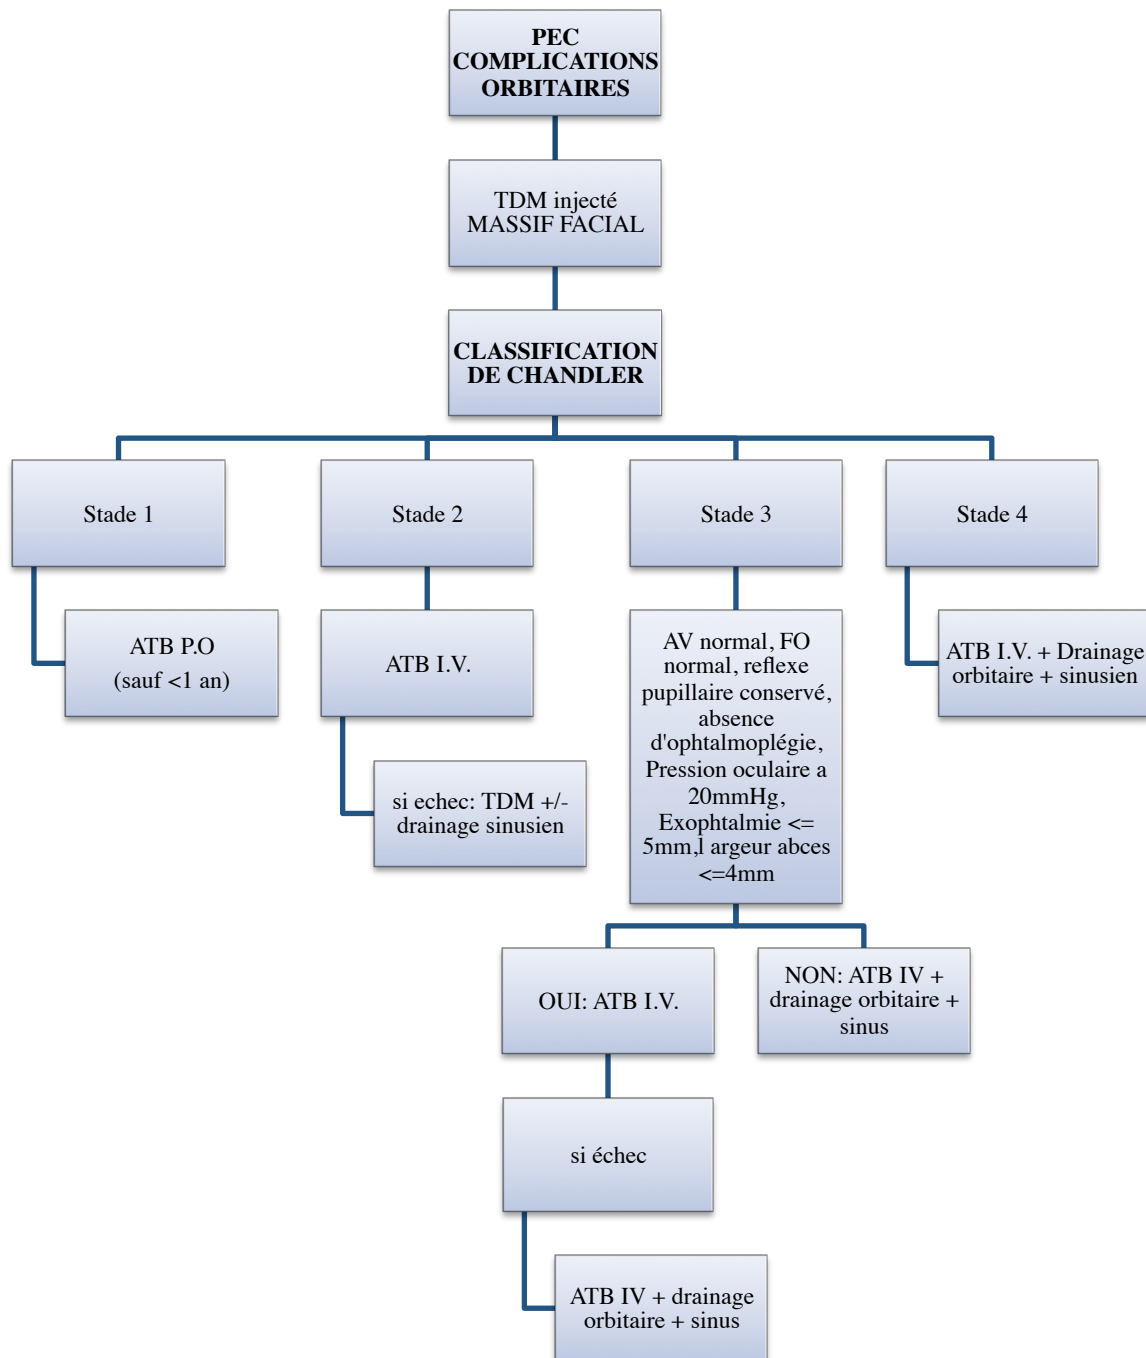 PEC
COMPLICATIONS
ORBITAIRES
TDM injecté
MASSIF FACIAL
CLASSIFICATION
DE CHANDLER
Stade 1
Stade 2
Stade 3
Stade 4
ATB P.O
(sauf <1 an)
ATB I.V.
si echec: TDM +/-
drainage sinusien
AV normal, FO
normal, reflexe
pupillaire conservé,
absence
d'ophtalmoplégie,
Pression oculaire a
20mmHg,
Exophtalmie <=
5mm,l argeur abces
<=4mm
ATB I.V. + Drainage
orbitaire + sinusien
OUI: ATB I.V.
NON: ATB IV +
drainage orbitaire +
sinus
si échec
ATB IV + drainage
orbitaire + sinus